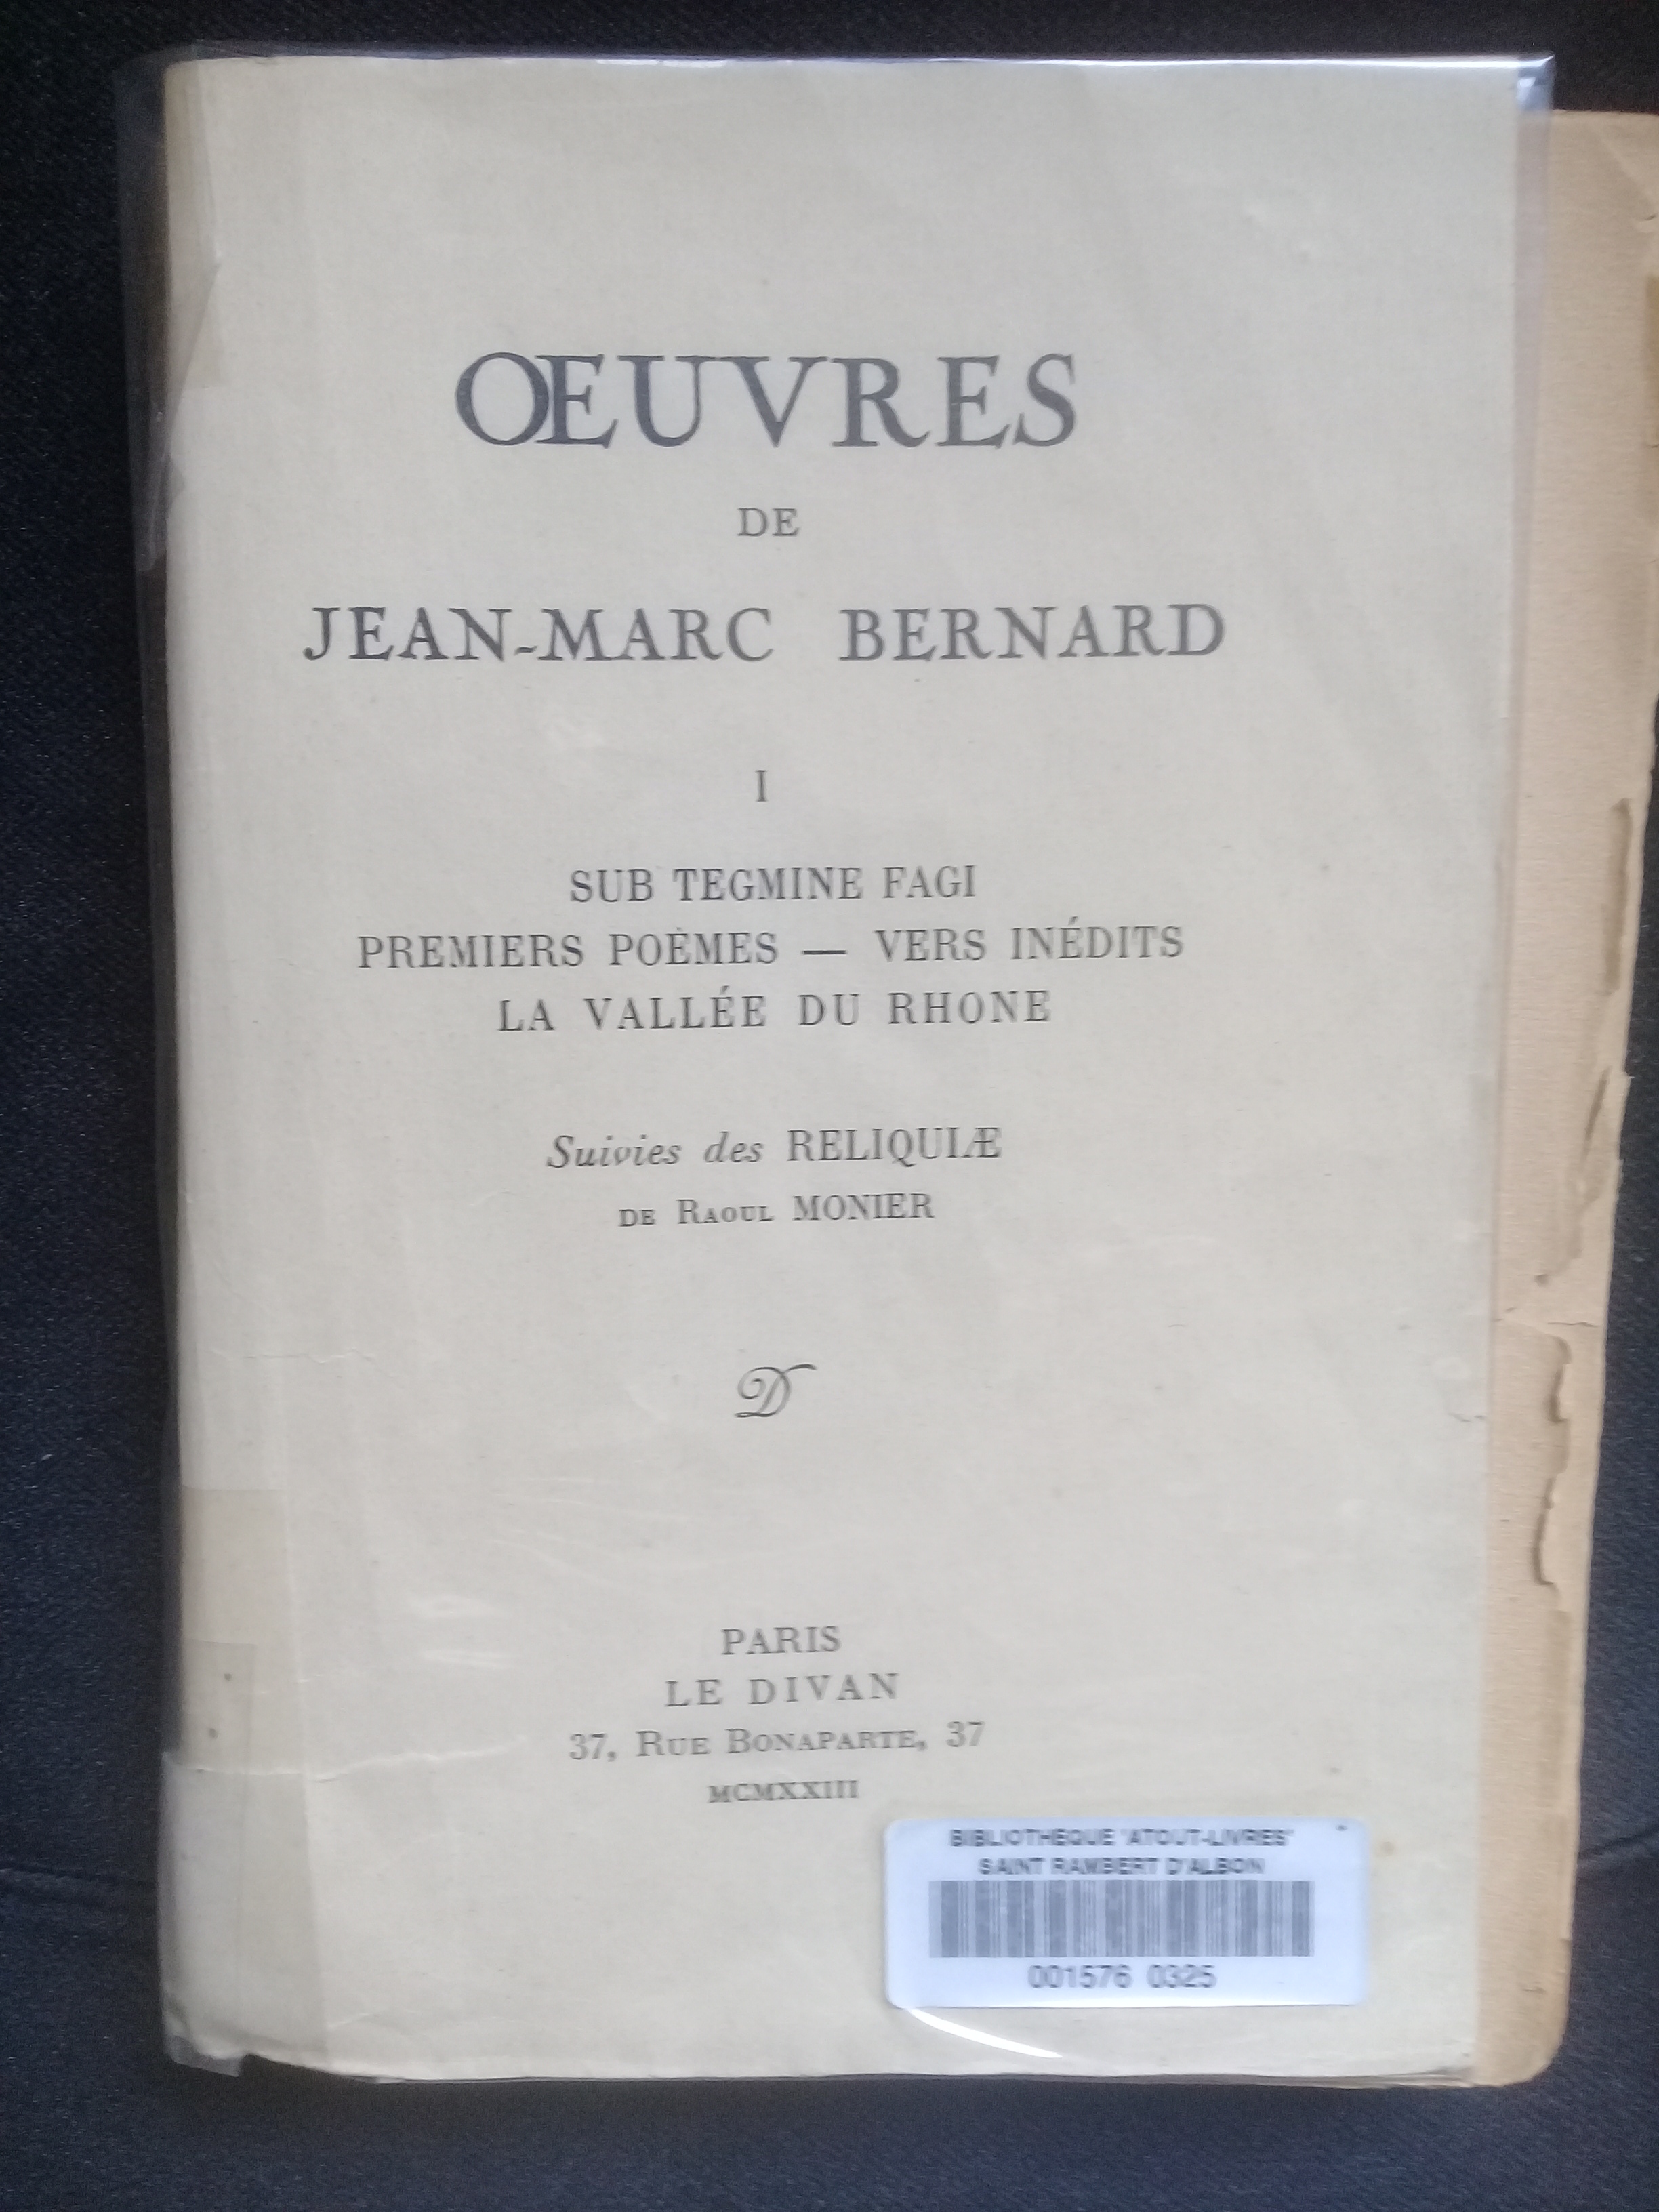 ŒUVRES
DE
JEAN-MARC BERNARD
I
SUB TEGMINE FAGI
PREMIERS POÈMES — VERS INÉDITS
LA VALLÉE DU RHONE
Suivies des RELIQUIÆ
DE RAOUL MONIER
D
PARIS
LE DIVAN
37, RUE BONAPARTE, 37
MCMXXIII
BIBLIOTHEQUE "ATOUT-LIVRES"
SAINT RAMBERT D'ALBON
001576 0325